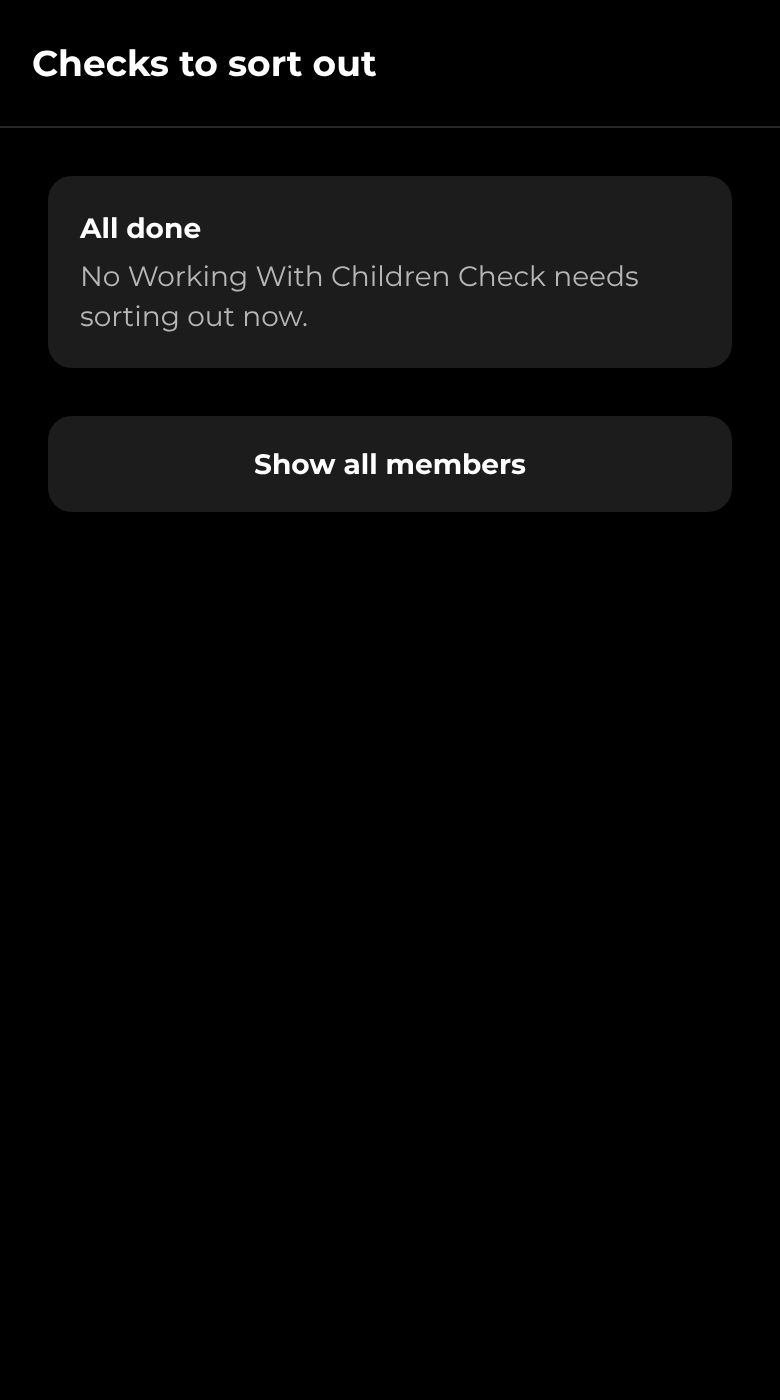 Checks to sort out
All done
No Working With Children Check needs
sorting out now.
Show all members